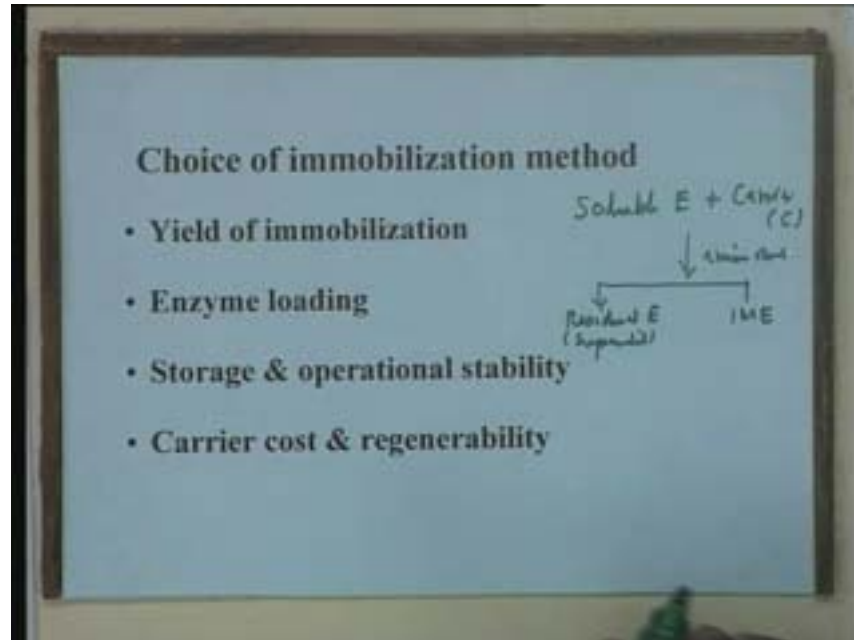 Choice of immobilization method
• Yield of immobilization
• Enzyme loading
• Storage & operational stability
• Carrier cost & regenerability
Soluble E + Carrier
(C)
Residual E
IME